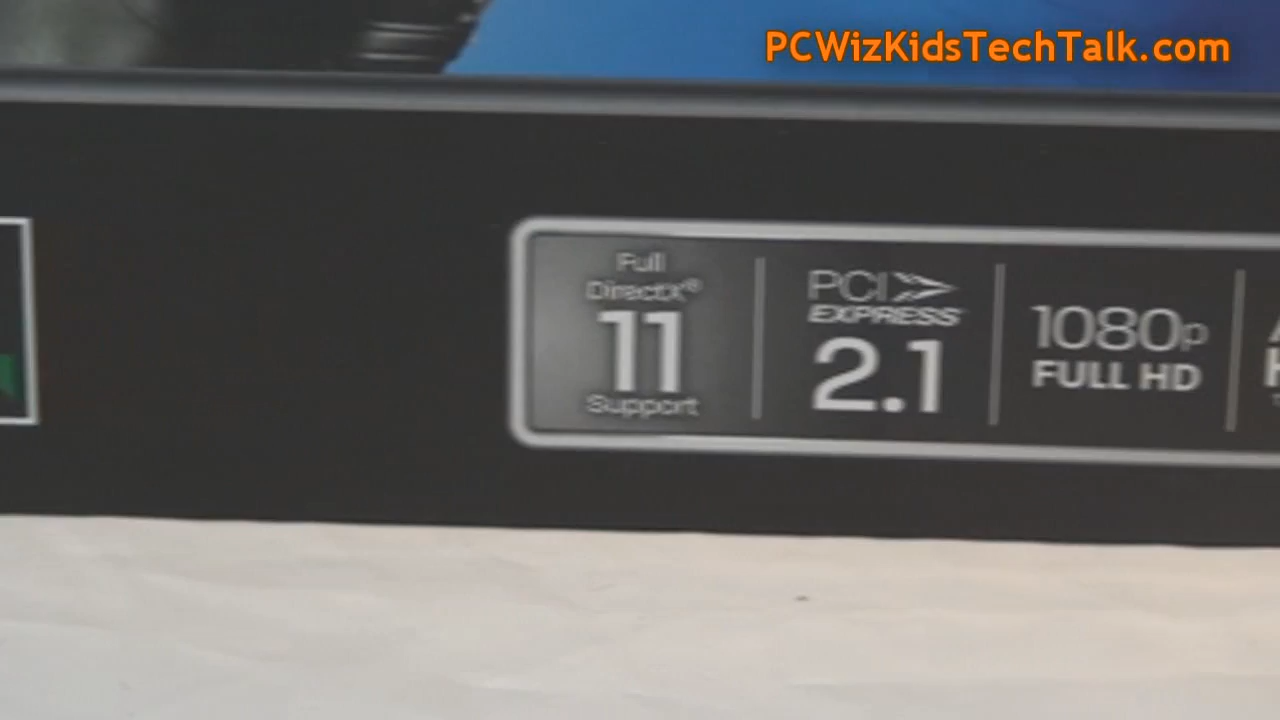 PCWizKidsTechTalk.com
Full
DirectX®
11
Support
PCI
EXPRESS
2.1
1080p
FULL HD